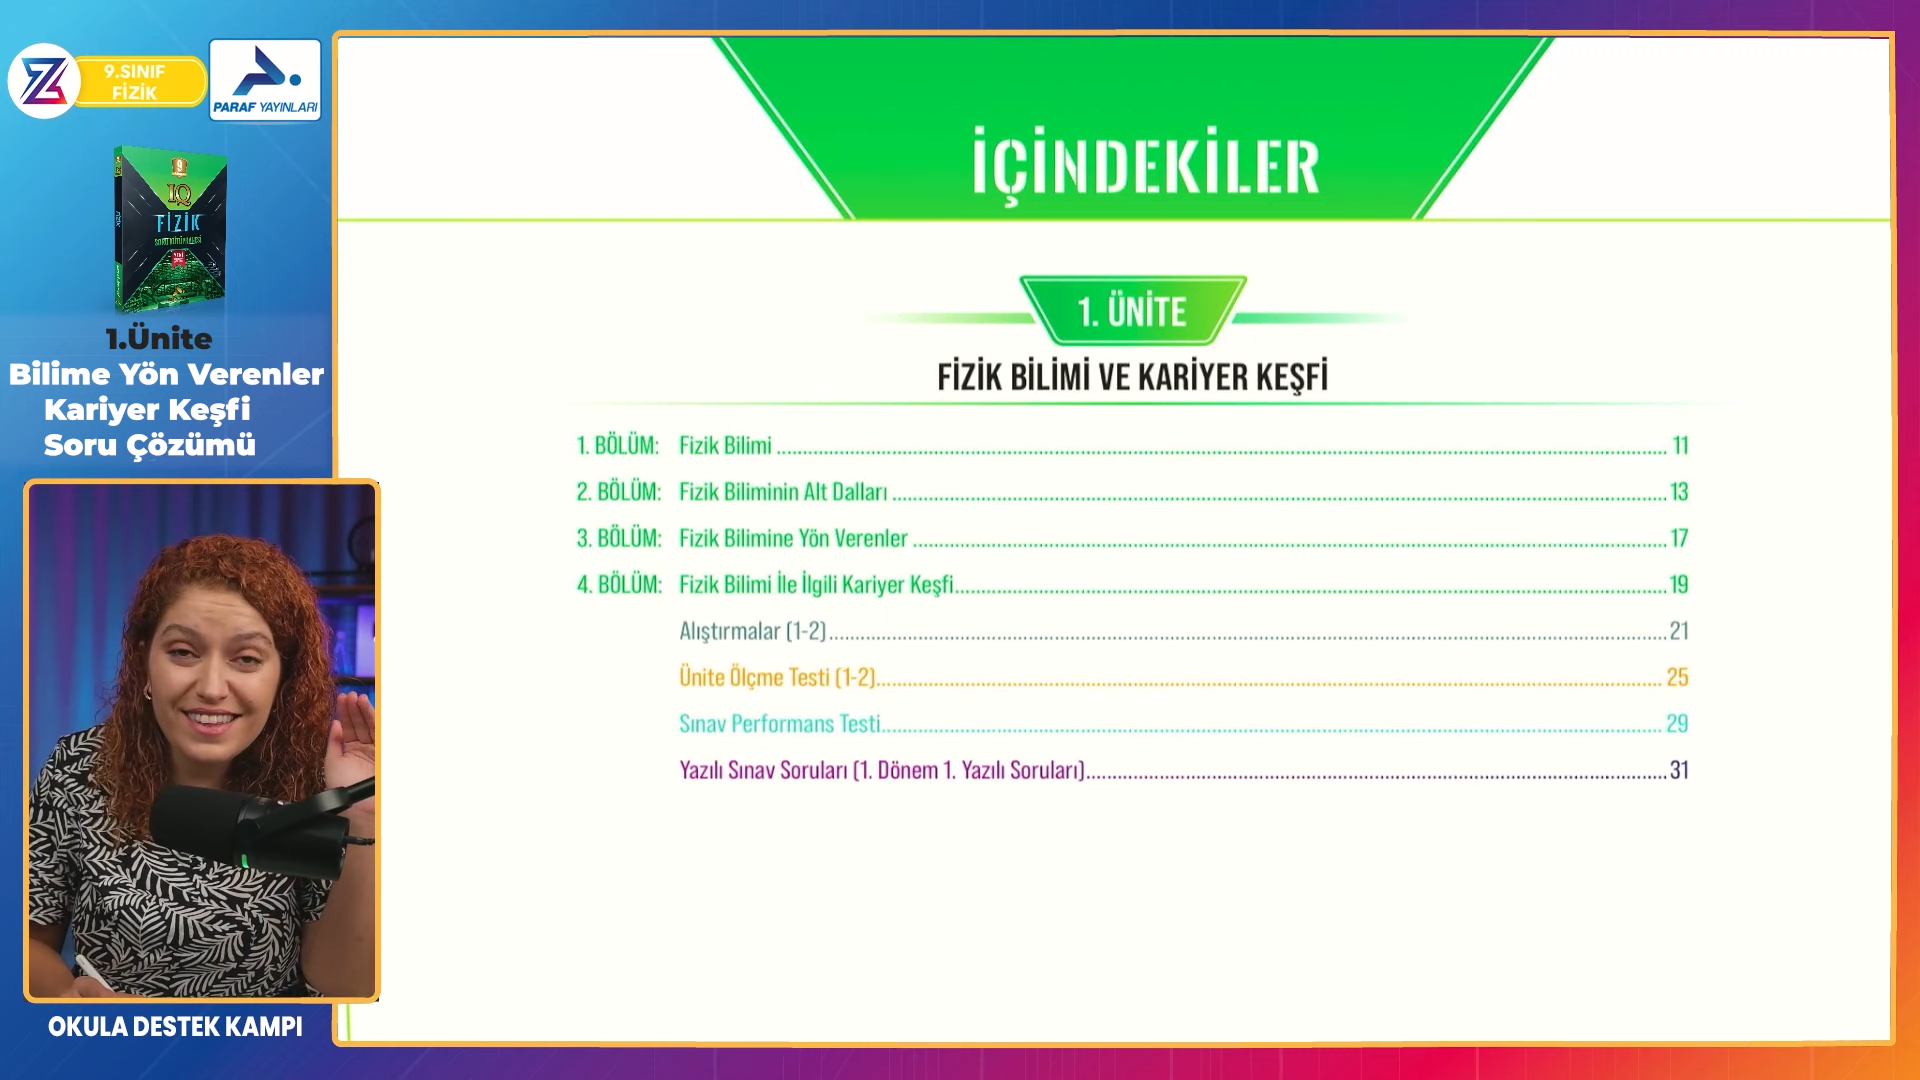 9.SINIF
FİZİK
PARAF YAYINLARI
9
IQ
FİZİK
1.Ünite
Bilime Yön Verenler
Kariyer Keşfi
Soru Çözümü
OKULA DESTEK KAMPI
İÇİNDEKİLER
1. ÜNİTE
FİZİK BİLİMİ VE KARİYER KEŞFİ
1. BÖLÜM: Fizik Bilimi ........ 11
2. BÖLÜM: Fizik Biliminin Alt Dalları ........ 13
3. BÖLÜM: Fizik Bilimine Yön Verenler ........ 17
4. BÖLÜM: Fizik Bilimi İle İlgili Kariyer Keşfi ........ 19
Alıştırmalar (1-2) ........ 21
Ünite Ölçme Testi (1-2) ........ 25
Sınav Performans Testi ........ 29
Yazılı Sınav Soruları (1. Dönem 1. Yazılı Soruları) ........ 31